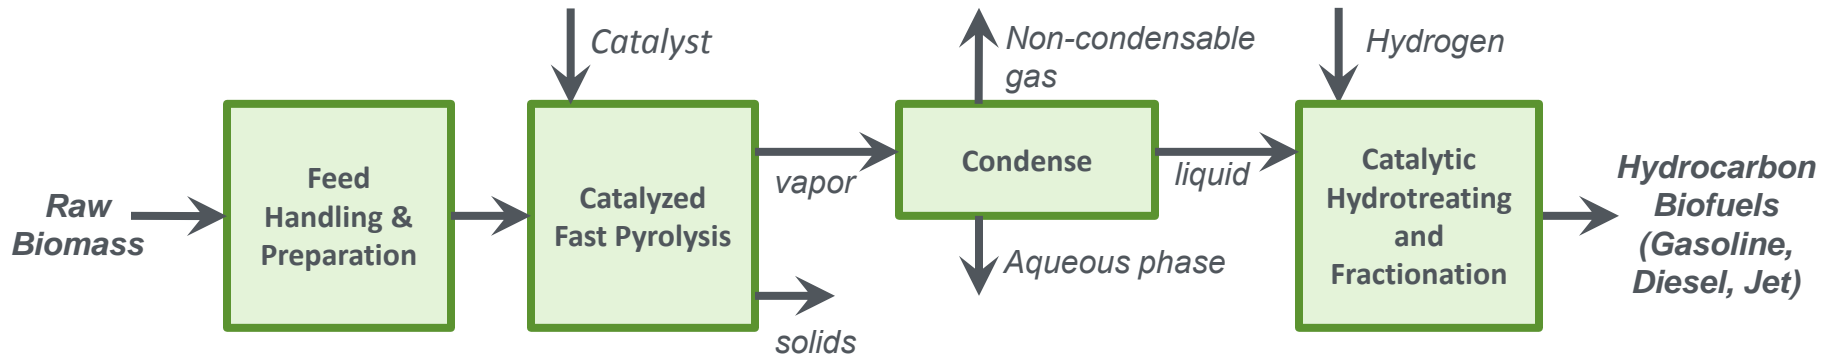 Raw
Biomass
Feed
Handling &
Preparation
Catalyst
Catalyzed
Fast Pyrolysis
vapor
solids
Non-condensable
gas
Condense
Aqueous phase
liquid
Hydrogen
Catalytic
Hydrotreating
and
Fractionation
Hydrocarbon
Biofuels
(Gasoline,
Diesel, Jet)